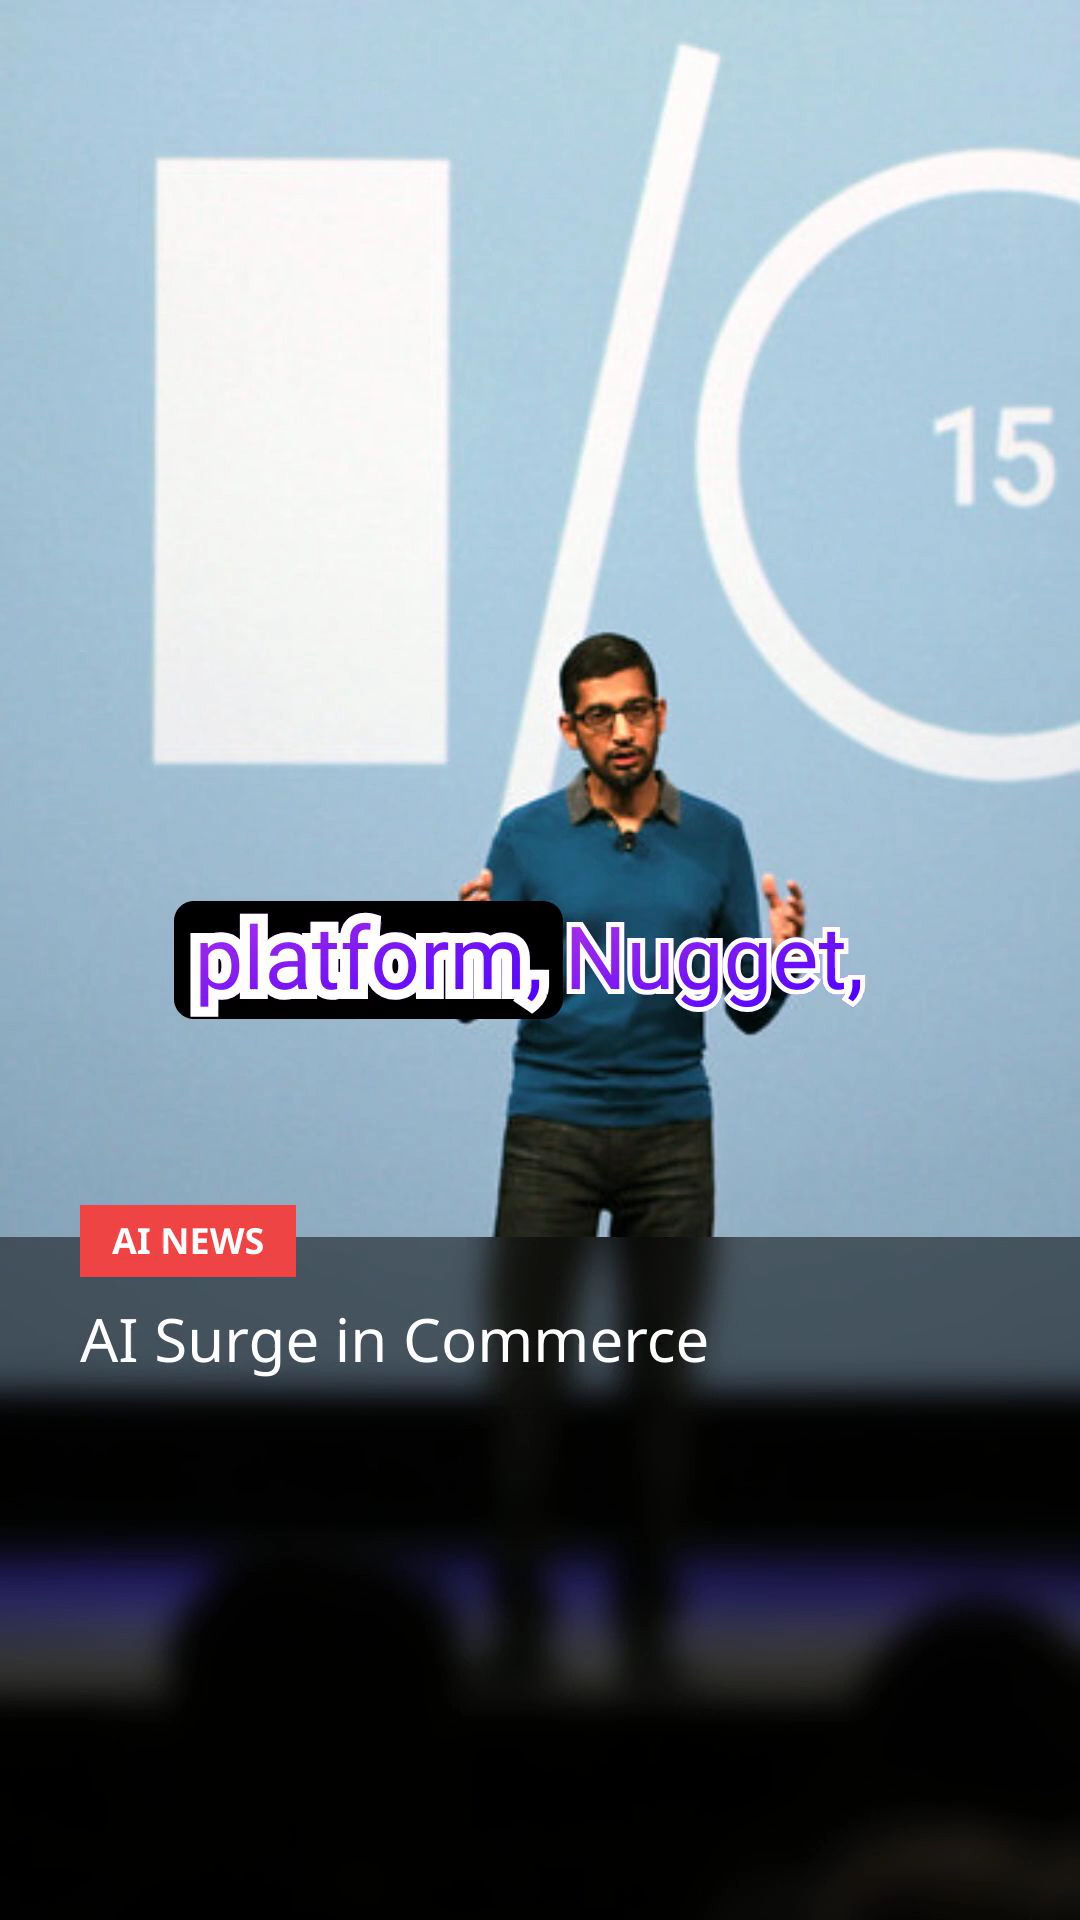 I/O
15
platform, Nugget,
AI NEWS
AI Surge in Commerce